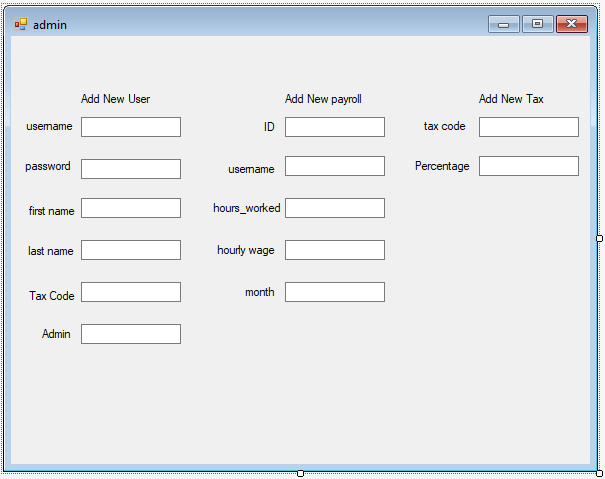 admin
Add New User
username
password
first name
last name
Tax Code
Admin
Add New payroll
ID
username
hours_worked
hourly wage
month
Add New Tax
tax code
Percentage